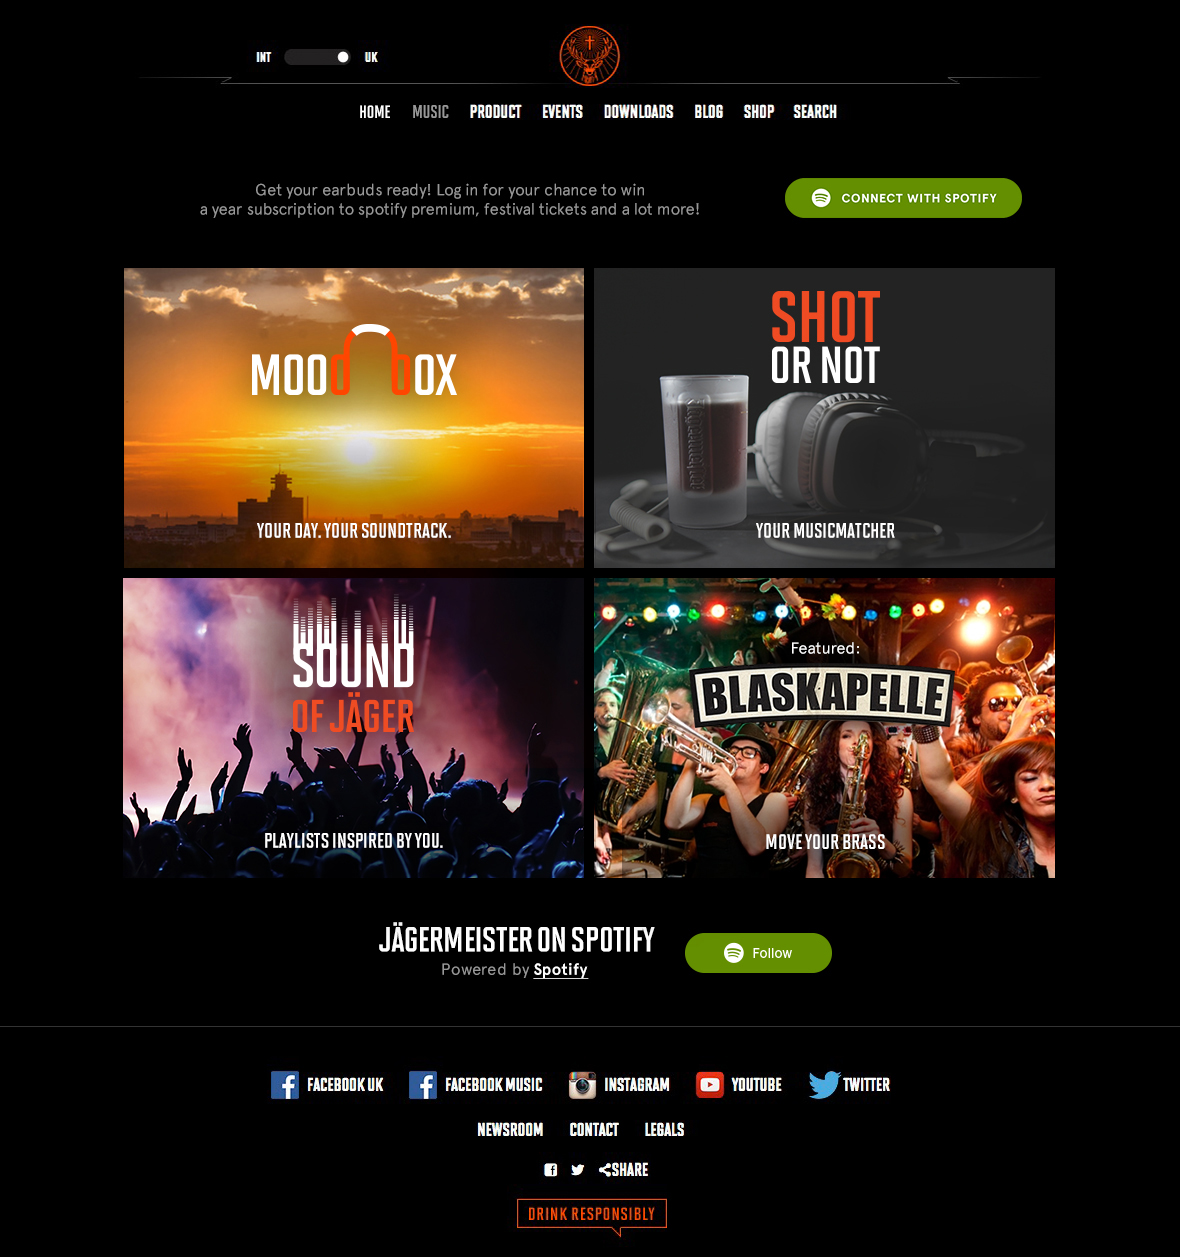 INT UK
HOME MUSIC PRODUCT EVENTS DOWNLOADS BLOG SHOP SEARCH
Get your earbuds ready! Log in for your chance to win
a year subscription to spotify premium, festival tickets and a lot more!
CONNECT WITH SPOTIFY
MOODBOX
YOUR DAY. YOUR SOUNDTRACK.
SHOT
OR NOT
Jägermeister
YOUR MUSICMATCHER
SOUND
OF JÄGER
PLAYLISTS INSPIRED BY YOU.
Featured:
BLASKAPELLE
MOVE YOUR BRASS
JÄGERMEISTER ON SPOTIFY
Powered by Spotify
Follow
FACEBOOK UK FACEBOOK MUSIC INSTAGRAM YOUTUBE TWITTER
NEWSROOM CONTACT LEGALS
SHARE
DRINK RESPONSIBLY